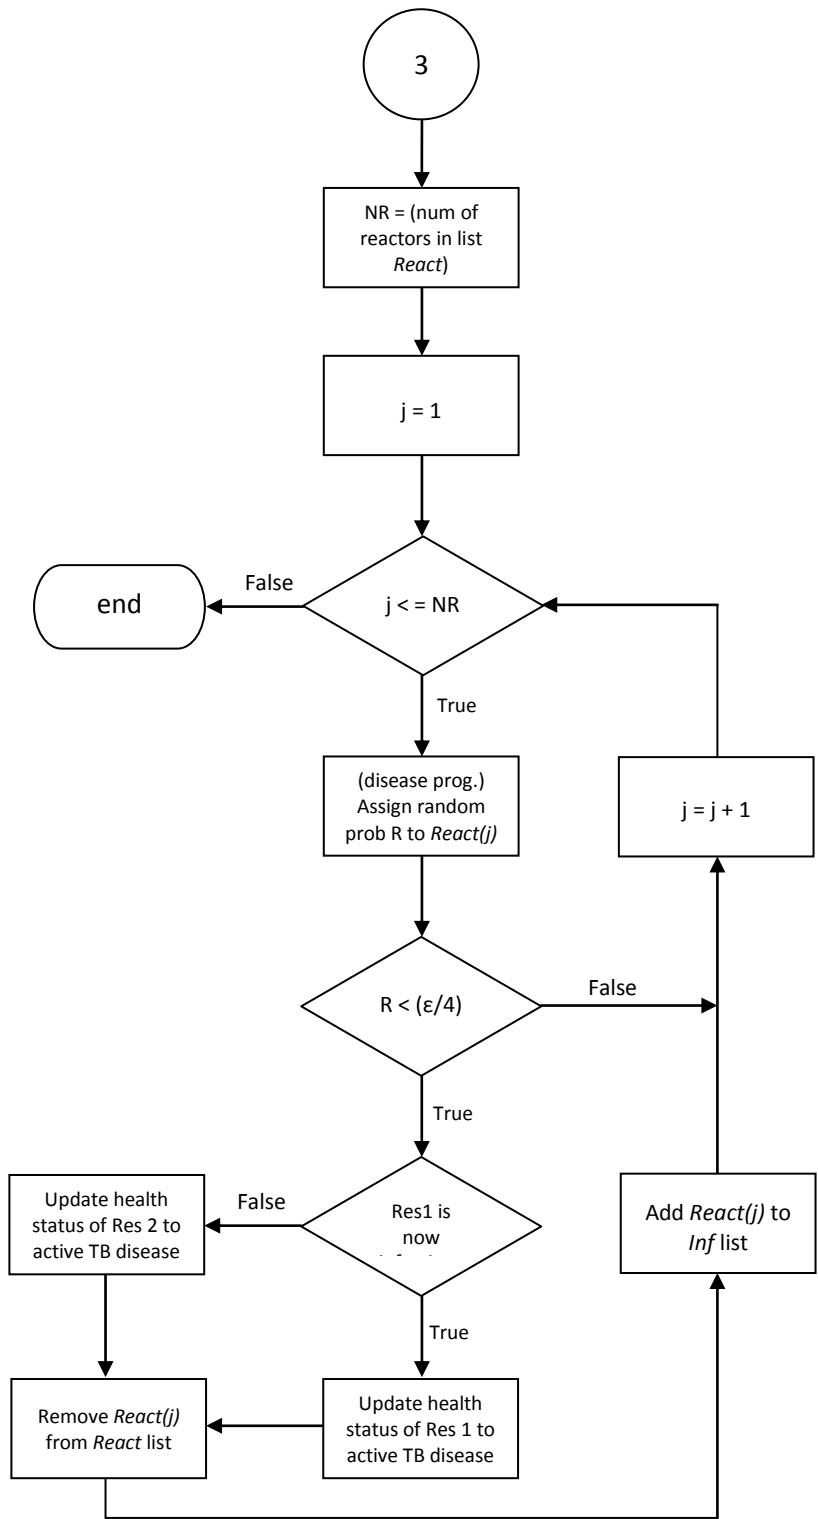 3
NR = (num of
reactors in list
React)
j = 1
False
end
j < = NR
True
(disease prog.)
Assign random
prob R to React(j)
j = j + 1
R < (ε/4)
False
True
Update health
status of Res 2 to
active TB disease
False
Res1 is
now
Add React(j) to
Inf list
True
Remove React(j)
from React list
Update health
status of Res 1 to
active TB disease